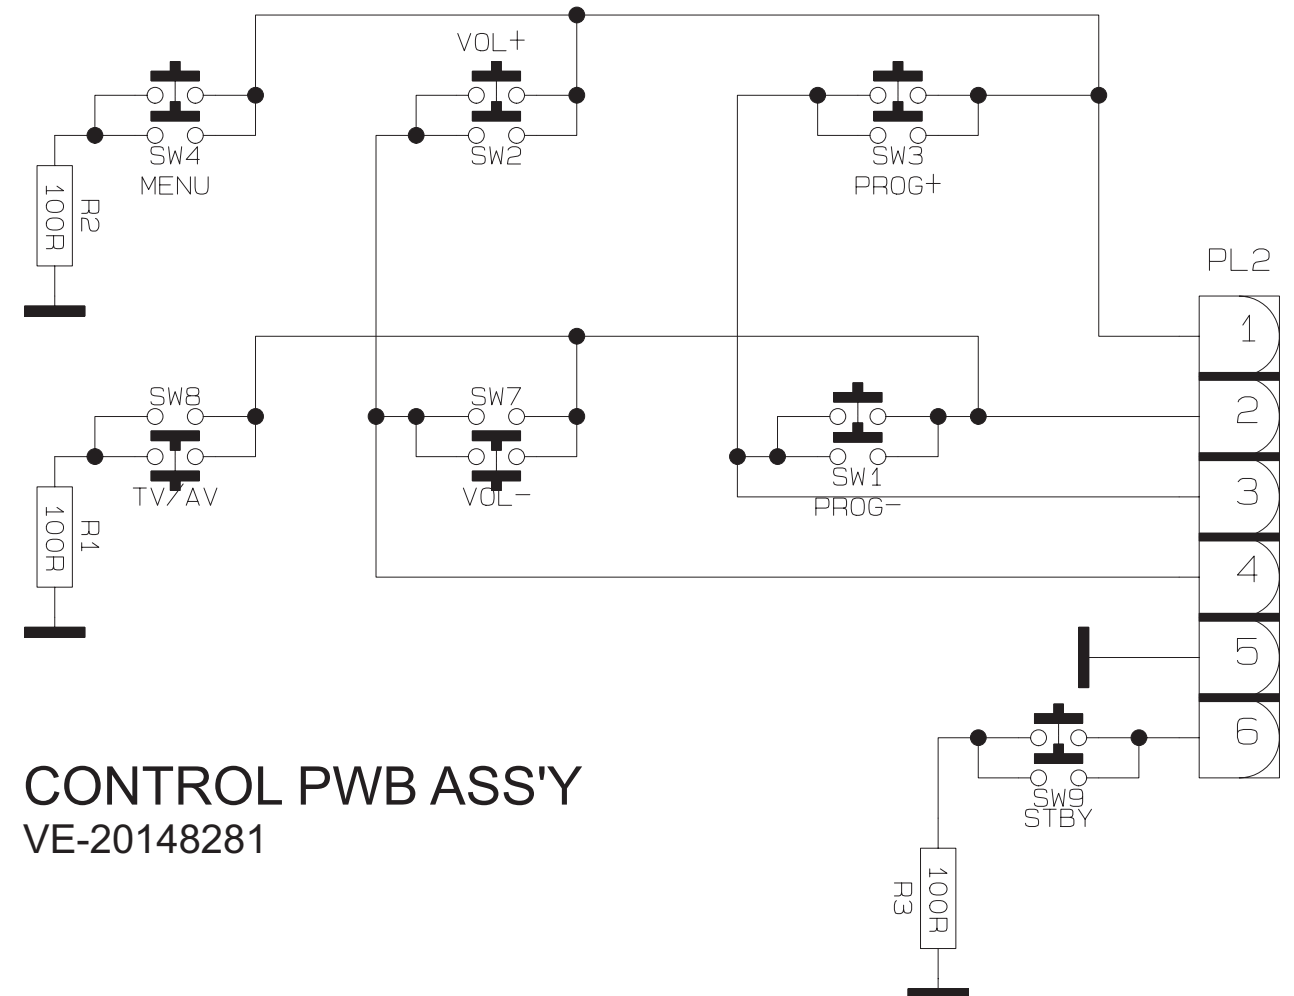 VOL+
SW4
MENU
SW2
SW3
PROG+
100R
R2
PL2
1
SW8
SW7
2
TV/AV
VOL-
SW1
PROG-
3
100R
R1
4
5
6
CONTROL PWB ASS'Y
VE-20148281
SW9
STBY
R3
100R